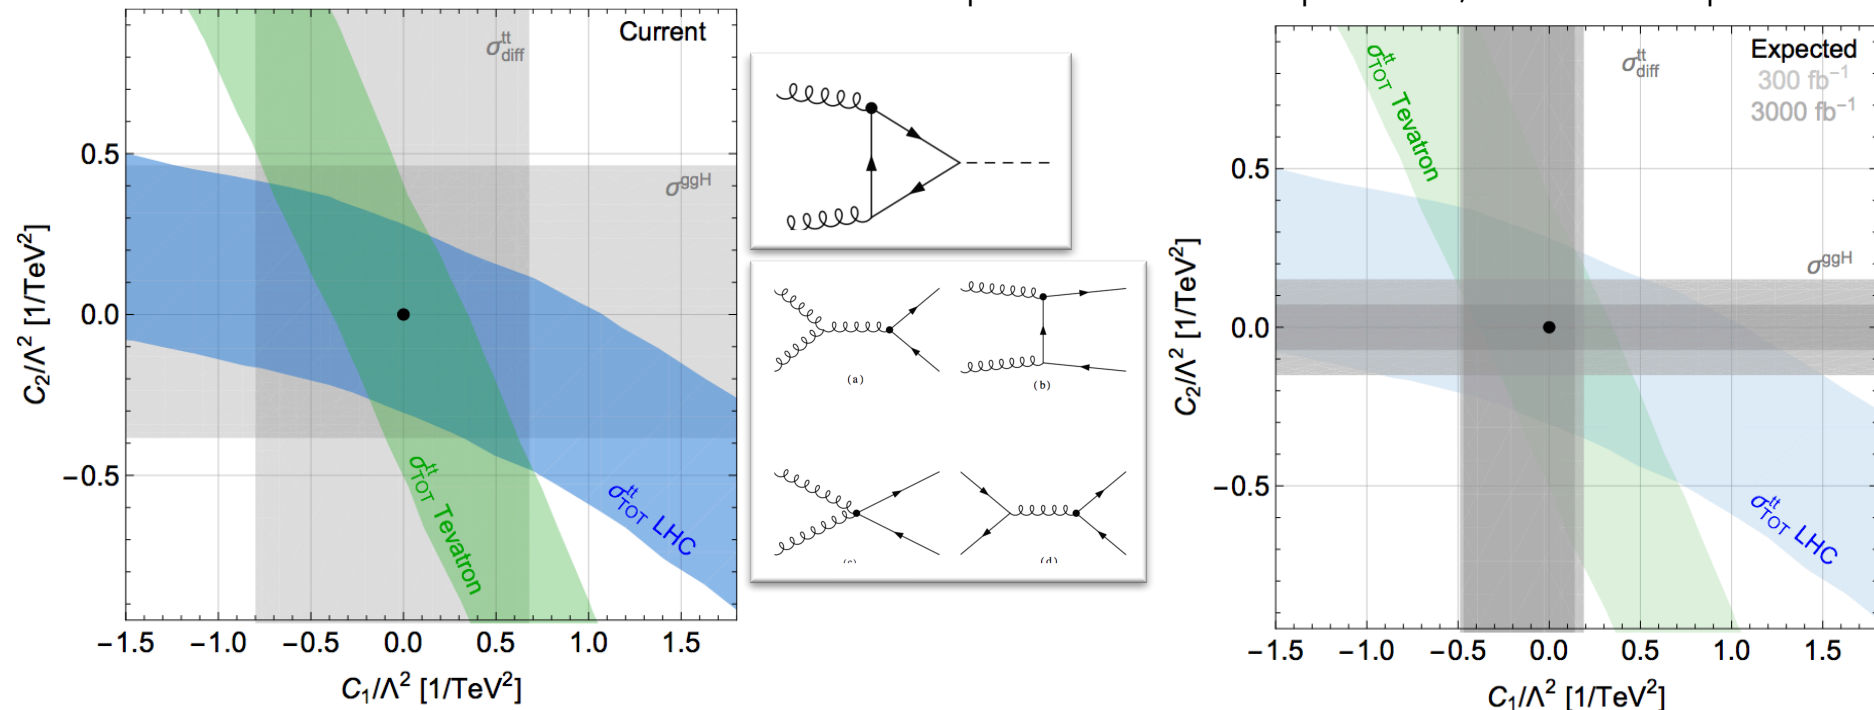 Current
σ^tt_diff
σ^ggH
σ^tt_TOT Tevatron
σ^tt_TOT LHC
0.5
0.0
−0.5
−1.5 −1.0 −0.5 0.0 0.5 1.0 1.5
C₂/Λ² [1/TeV²]
C₁/Λ² [1/TeV²]
(a)
(b)
(c)
(d)
Expected
300 fb⁻¹
3000 fb⁻¹
σ^tt_diff
σ^ggH
σ^tt_TOT Tevatron
σ^tt_TOT LHC
0.5
0.0
−0.5
−1.5 −1.0 −0.5 0.0 0.5 1.0 1.5
C₂/Λ² [1/TeV²]
C₁/Λ² [1/TeV²]